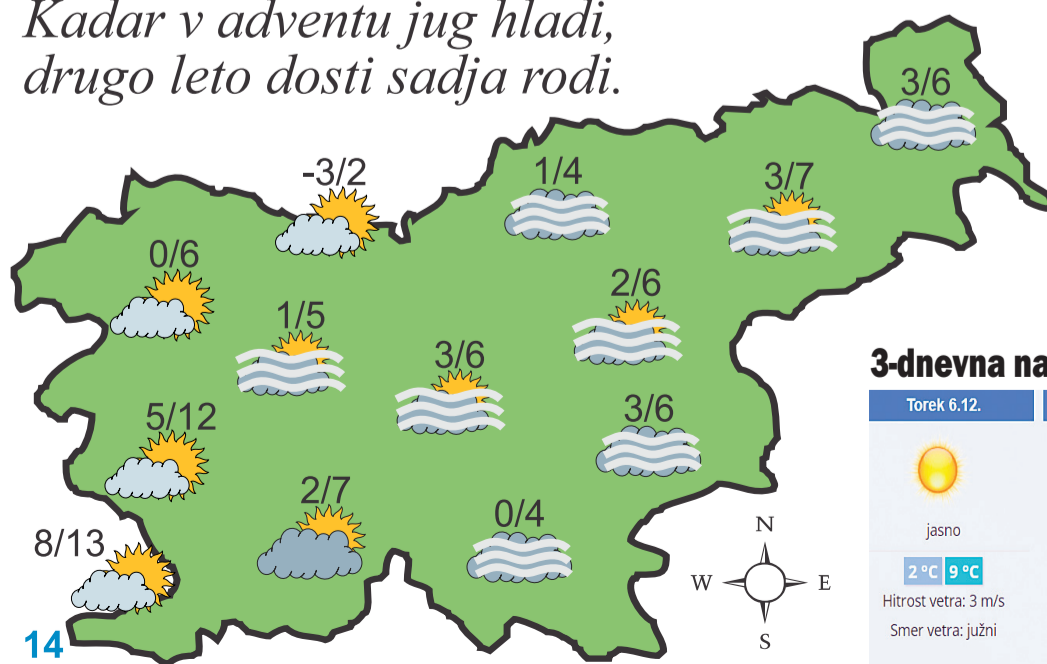 Kadar v adventu jug hladi,
drugo leto dosti sadja rodi.
3/6
-3/2
1/4
3/7
0/6
2/6
1/5
3/6
3/6
5/12
2/7
0/4
8/13
N
W E
S
14
3-dnevna na
Torek 6.12.
jasno
2 °C 9 °C
Hitrost vetra: 3 m/s
Smer vetra: južni